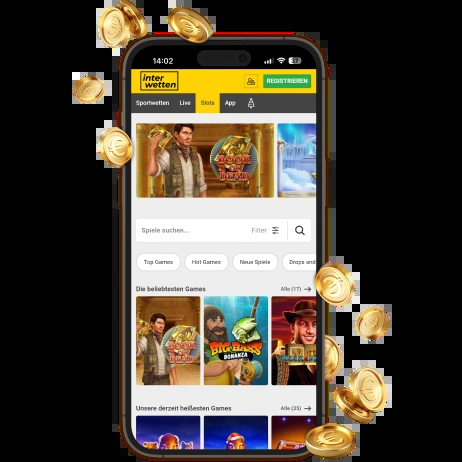 14:02
37
inter
wetten
REGISTRIEREN
Sportwetten Live Slots App
BOOK OF DEAD
Spiele suchen... Filter
Top Games Hot Games Neue Spiele Drops and
Die beliebtesten Games Alle (17) →
BOOK OF DEAD
BIG BASS
BONANZA
Unsere derzeit heißesten Games Alle (35) →